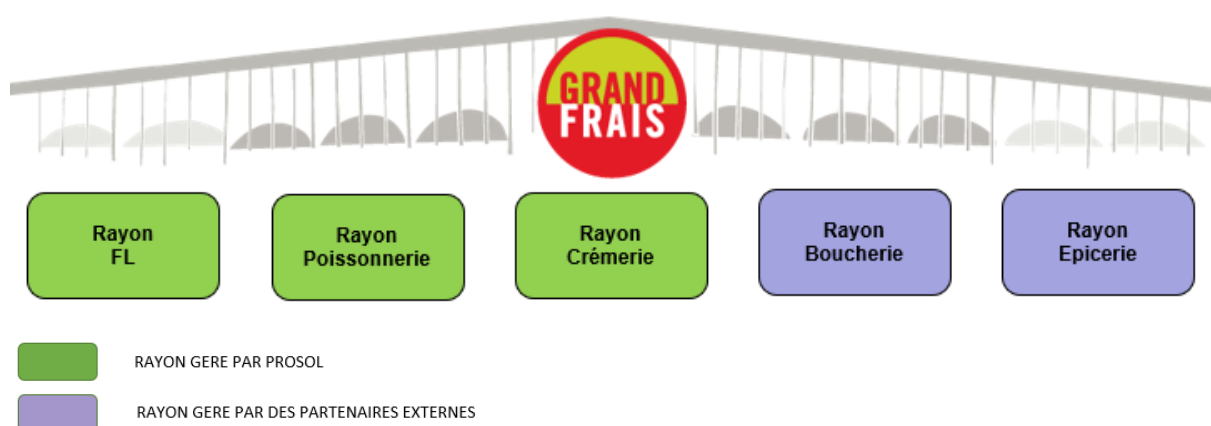 GRAND
FRAIS
Rayon
FL
Rayon
Poissonnerie
Rayon
Crémerie
Rayon
Boucherie
Rayon
Epicerie
RAYON GERE PAR PROSOL
RAYON GERE PAR DES PARTENAIRES EXTERNES